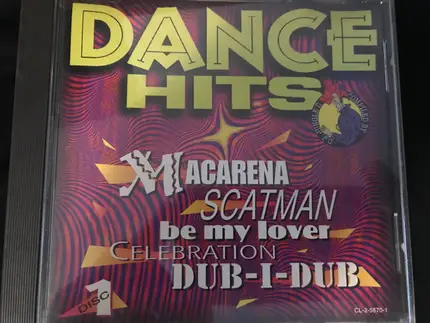 DANCE
HITS
MACARENA
SCATMAN
be my lover
CELEBRATION
DUB-I-DUB
DISC 1
CL-2-5870-1